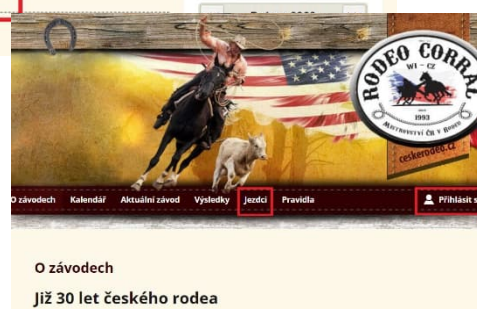 RODEO CORRAL
WI - CZ
1993
MISTROVSTVÍ ČR V RODEU
ceskerodeo.cz
O závodech Kalendář Aktuální závod Výsledky Jezdci Pravidla Přihlásit s
O závodech
Již 30 let českého rodea